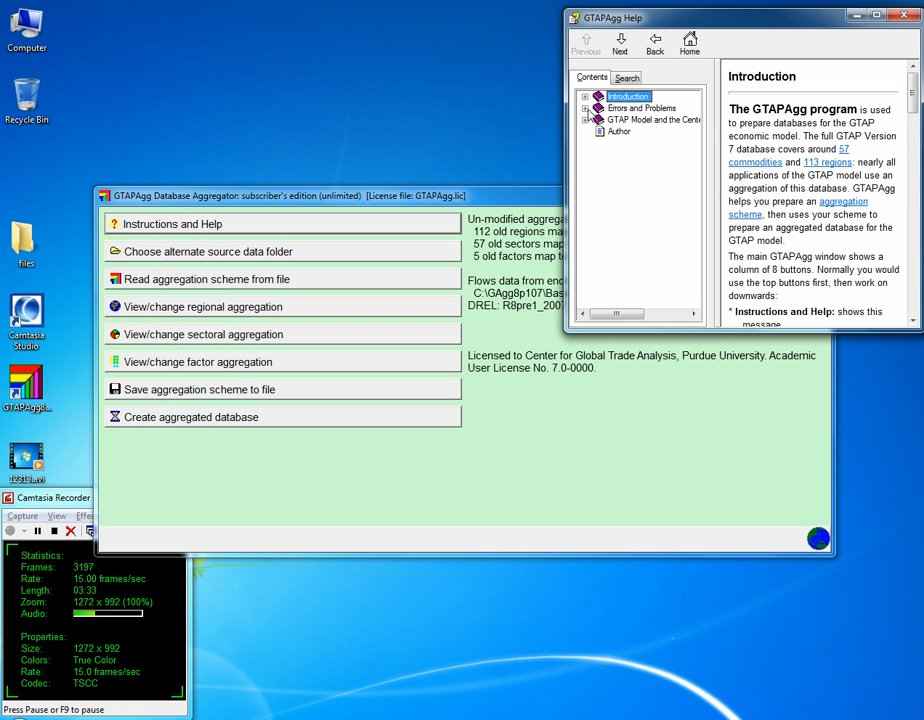 Computer
Recycle Bin
files
Camtasia
Studio
GTAPAgg8...
12313.avi
GTAPAgg Help
Previous
Next
Back
Home
Contents
Search
Introduction
Errors and Problems
GTAP Model and the Cente
Author
Introduction
The GTAPAgg program is used
to prepare databases for the GTAP
economic model. The full GTAP Version
7 database covers around 57
commodities and 113 regions: nearly all
applications of the GTAP model use an
aggregation of this database. GTAPAgg
helps you prepare an aggregation
scheme, then uses your scheme to
prepare an aggregated database for the
GTAP model.
The main GTAPAgg window shows a
column of 8 buttons. Normally you would
use the top buttons first, then work on
downwards:
* Instructions and Help: shows this
message
GTAPAgg Database Aggregator: subscriber's edition (unlimited) [License file: GTAPAgg.lic]
Instructions and Help
Choose alternate source data folder
Read aggregation scheme from file
View/change regional aggregation
View/change sectoral aggregation
View/change factor aggregation
Save aggregation scheme to file
Create aggregated database
Un-modified aggrega
112 old regions ma
57 old sectors map
5 old factors map to
Flows data from enc
C:\GAgg8p107\Bas
DREL: R8pre1_2007
Licensed to Center for Global Trade Analysis, Purdue University. Academic
User License No. 7.0-0000.
Camtasia Recorder
Capture View Effec
Statistics:
Frames: 3197
Rate: 15.00 frames/sec
Length: 03:33
Zoom: 1272 x 992 (100%)
Audio:
Properties:
Size: 1272 x 992
Colors: True Color
Rate: 15.0 frames/sec
Codec: TSCC
Press Pause or F9 to pause